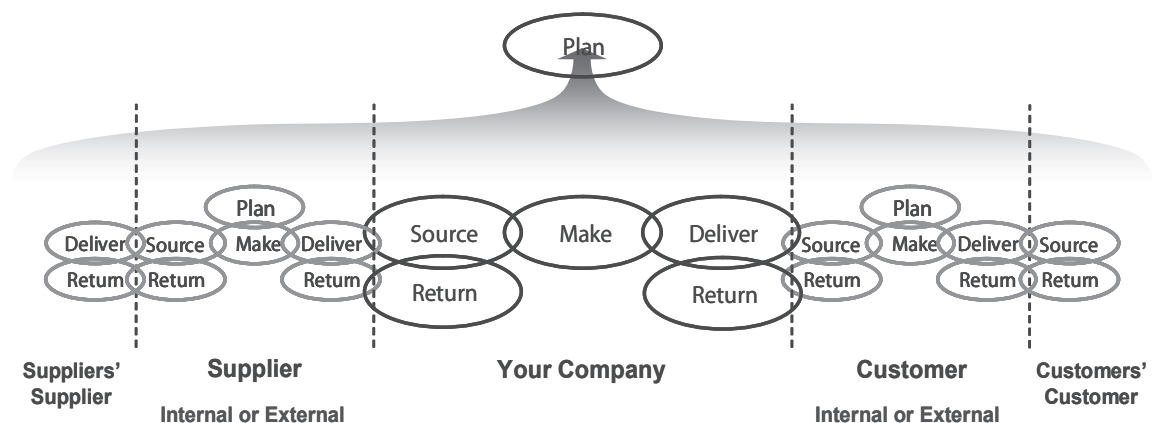 Plan
Plan
Plan
Deliver Source Make Deliver Source Make Deliver Source Make Deliver Source
Return Return Return Return Return Return Return Return
Suppliers’
Supplier
Supplier
Internal or External
Your Company
Customer
Internal or External
Customers’
Customer